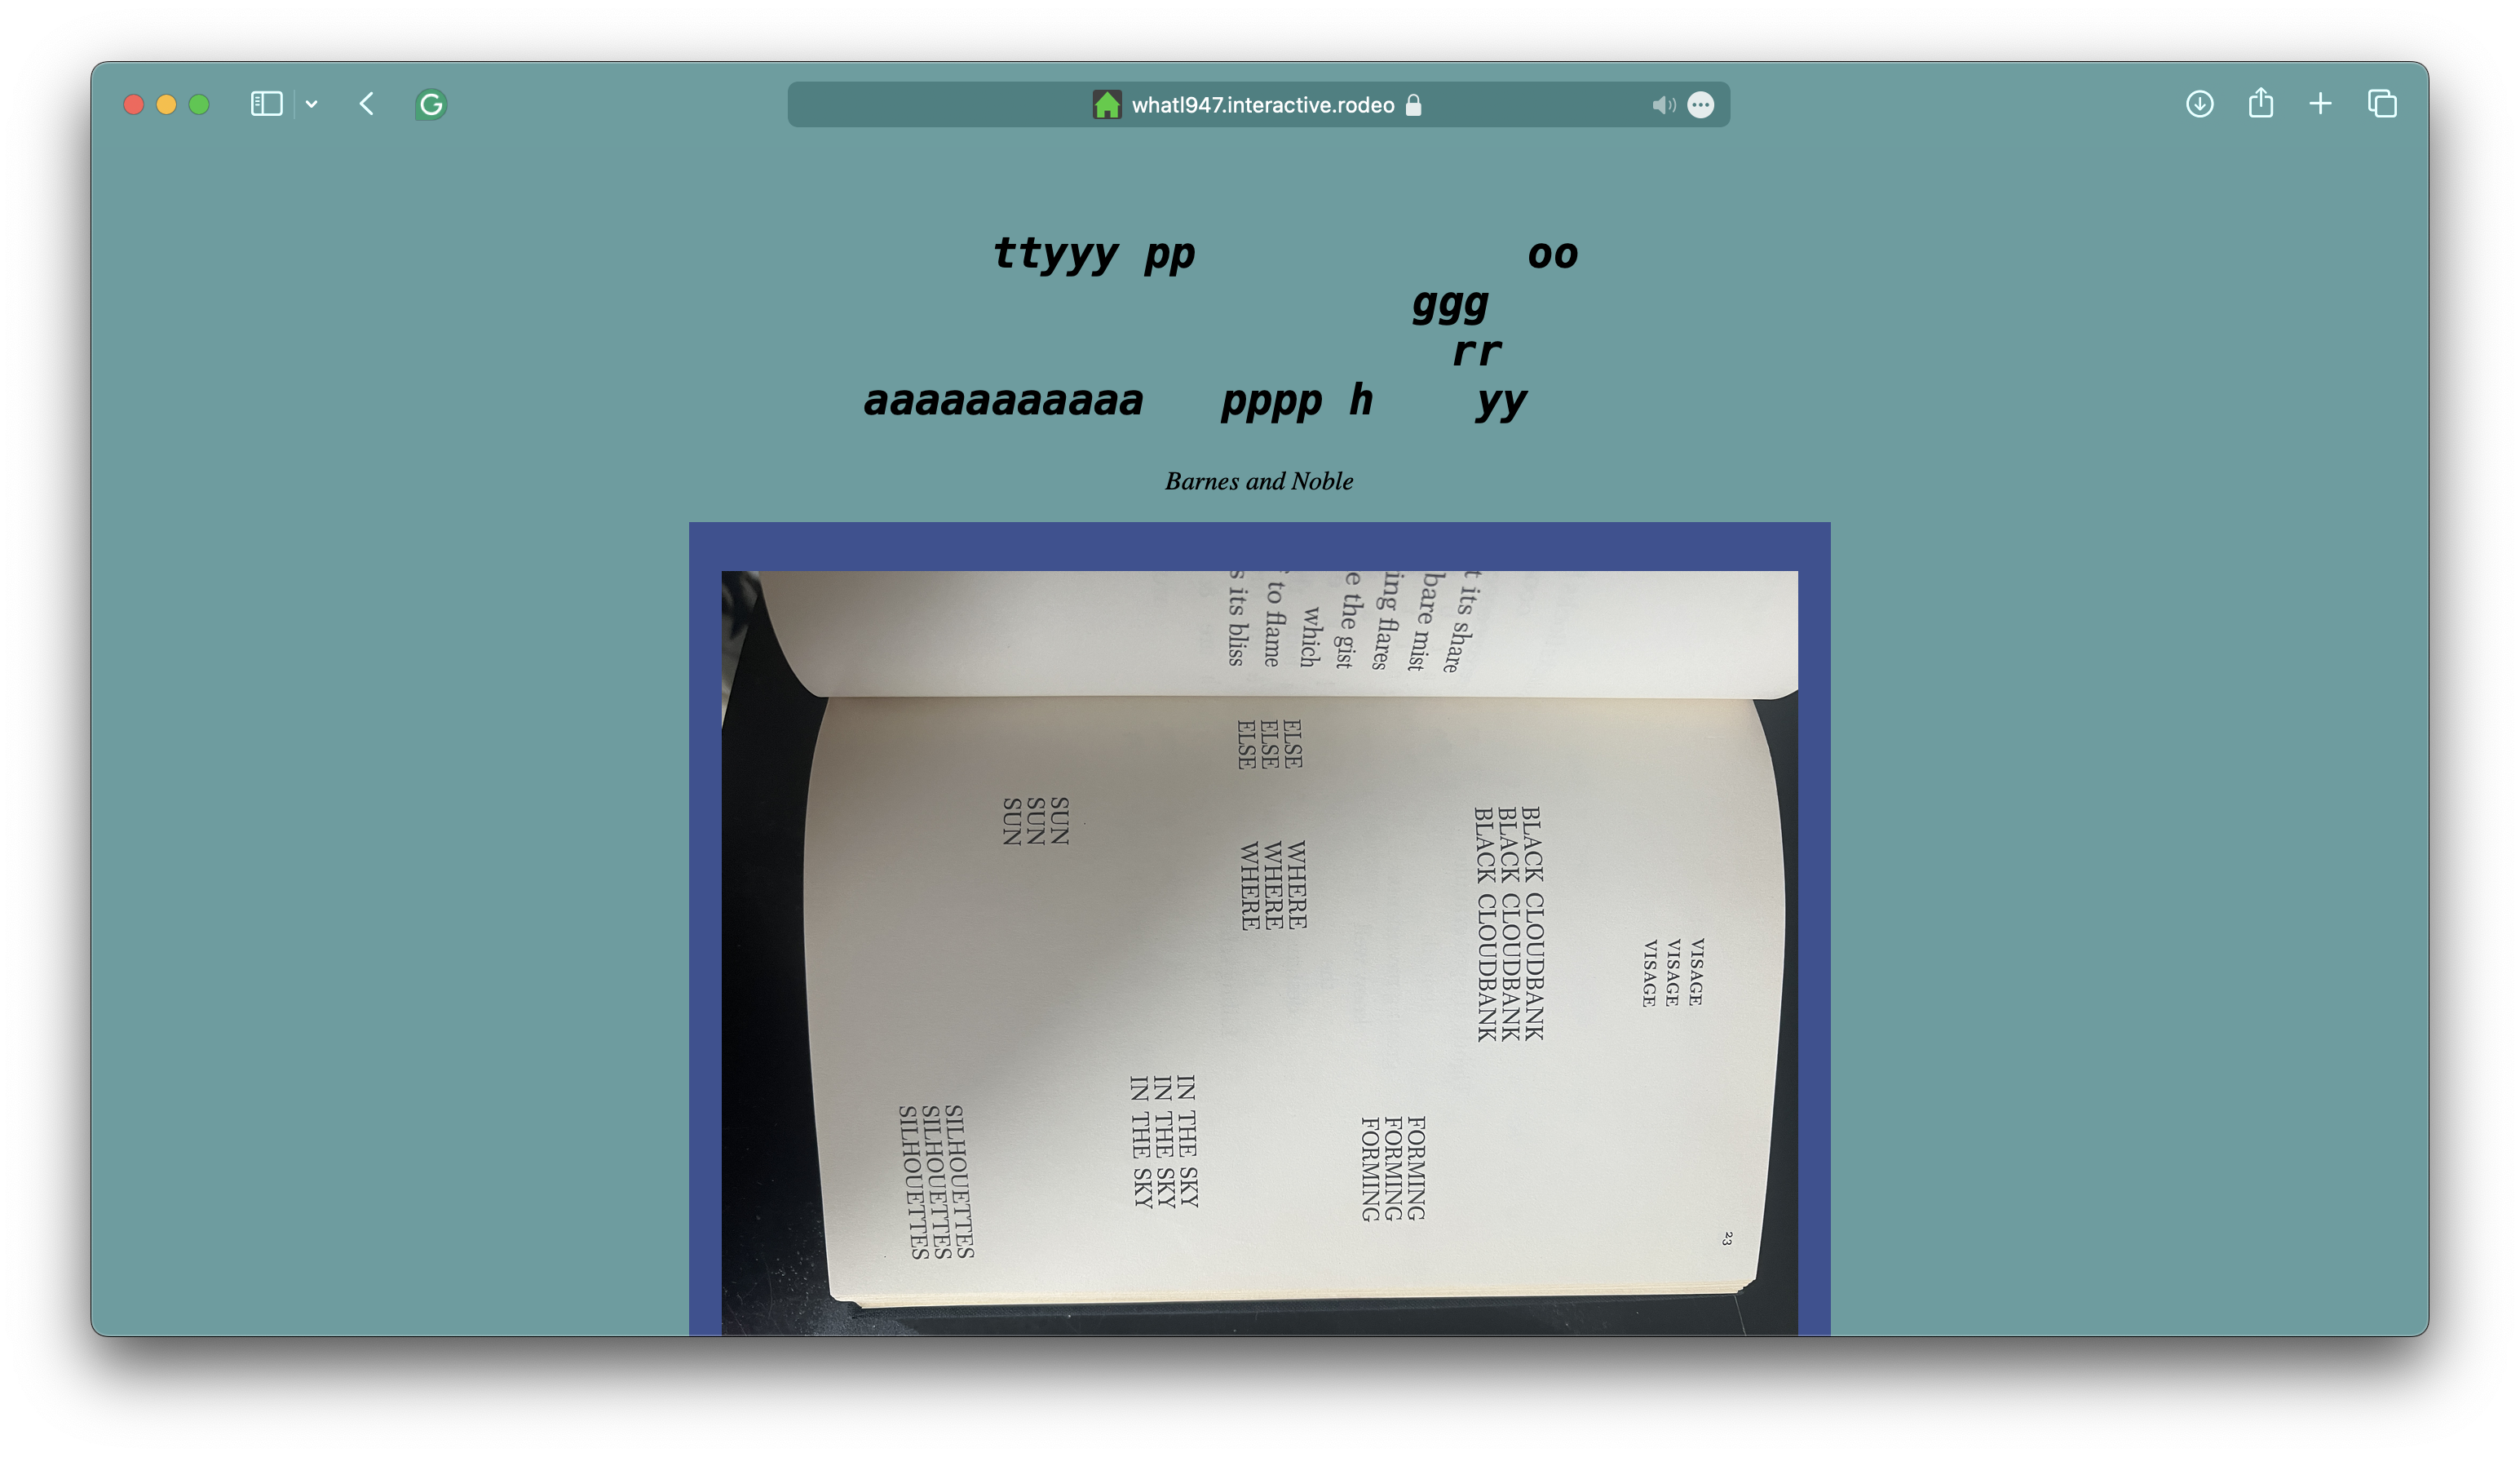 whatl947.interactive.rodeo
ttyyy pp oo
ggg
rr
aaaaaaaaaaa pppp h yy
Barnes and Noble
t its share
bare mist
ing flares
e the gist
which
to flame
s its bliss
23
VISAGE
VISAGE
VISAGE
BLACK CLOUDBANK
BLACK CLOUDBANK
BLACK CLOUDBANK
FORMING
FORMING
FORMING
ELSE WHERE
ELSE WHERE
ELSE WHERE
IN THE SKY
IN THE SKY
IN THE SKY
SUN
SUN
SUN
SILHOUETTES
SILHOUETTES
SILHOUETTES